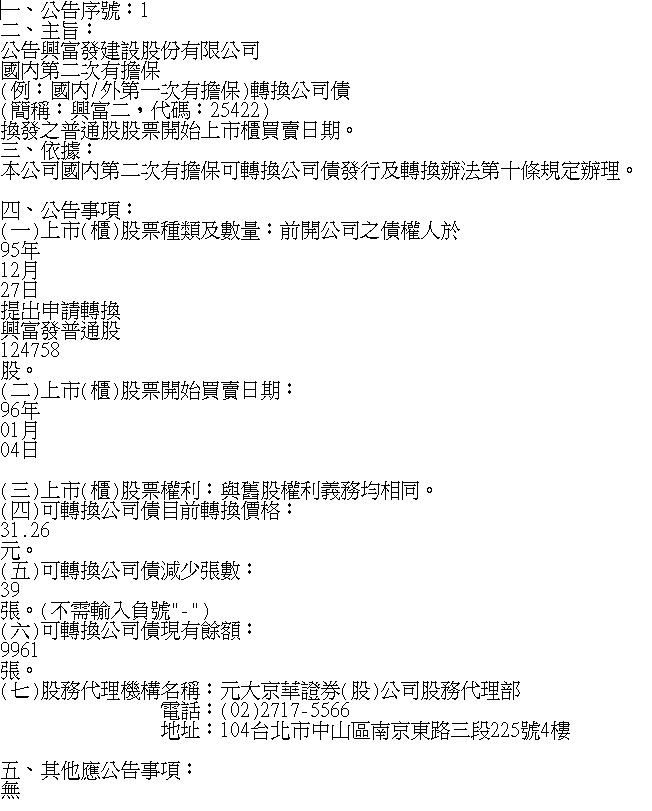 一、公告序號：1
二、主旨：
公告興富發建設股份有限公司
國內第二次有擔保
(例：國內/外第一次有擔保)轉換公司債
(簡稱：興富二，代碼：25422)
換發之普通股股票開始上市櫃買賣日期。
三、依據：
本公司國內第二次有擔保可轉換公司債發行及轉換辦法第十條規定辦理。
四、公告事項：
(一)上市(櫃)股票種類及數量：前開公司之債權人於
95年
12月
27日
提出申請轉換
興富發普通股
124758
股。
(二)上市(櫃)股票開始買賣日期：
96年
01月
04日
(三)上市(櫃)股票權利：與舊股權利義務均相同。
(四)可轉換公司債目前轉換價格：
31.26
元。
(五)可轉換公司債減少張數：
39
張。(不需輸入負號"-")
(六)可轉換公司債現有餘額：
9961
張。
(七)股務代理機構名稱：元大京華證券(股)公司股務代理部
電話：(02)2717-5566
地址：104台北市中山區南京東路三段225號4樓
五、其他應公告事項：
無